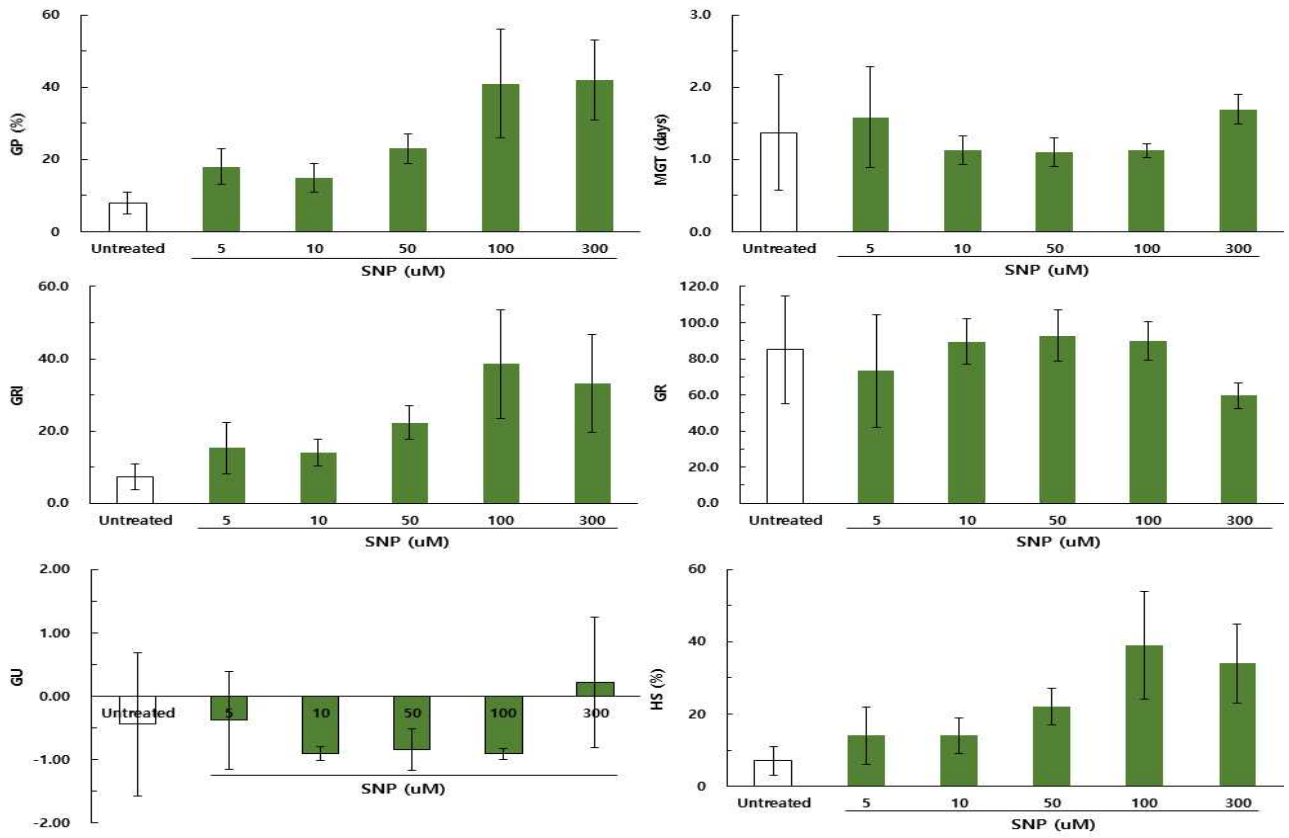 60
40
20
0
GP (%)
Untreated 5 10 50 100 300
SNP (uM)
3.0
2.0
1.0
0.0
MGT (days)
Untreated 5 10 50 100 300
SNP (uM)
60.0
40.0
20.0
0.0
GRI
Untreated 5 10 50 100 300
SNP (uM)
120.0
100.0
80.0
60.0
40.0
20.0
0.0
GR
Untreated 5 10 50 100 300
SNP (uM)
2.00
1.00
0.00
-1.00
-2.00
GU
Untreated 5 10 50 100 300
SNP (uM)
60
40
20
0
HS (%)
Untreated 5 10 50 100 300
SNP (uM)